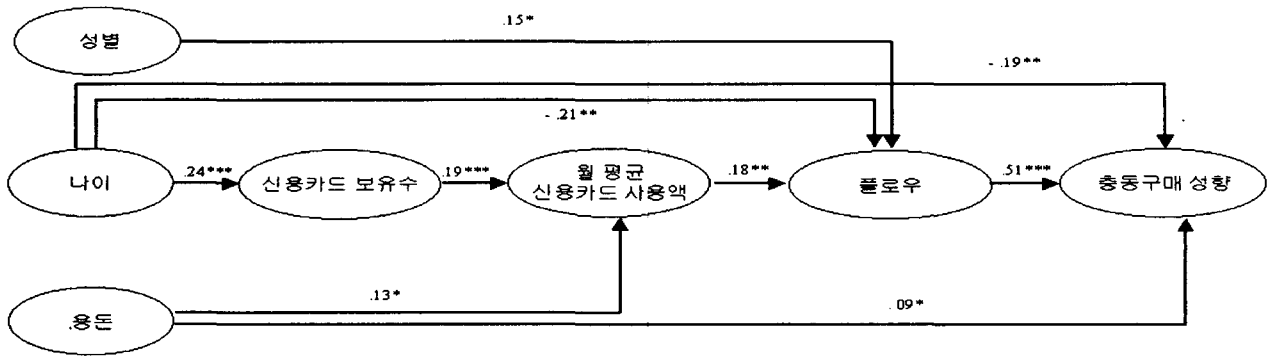 .15*
성별
- .19**
- .21**
나이
.24***
신용카드 보유수
.19***
월 평균
신용카드 사용액
.18**
플로우
.51***
충동구매 성향
.13*
.09*
용돈